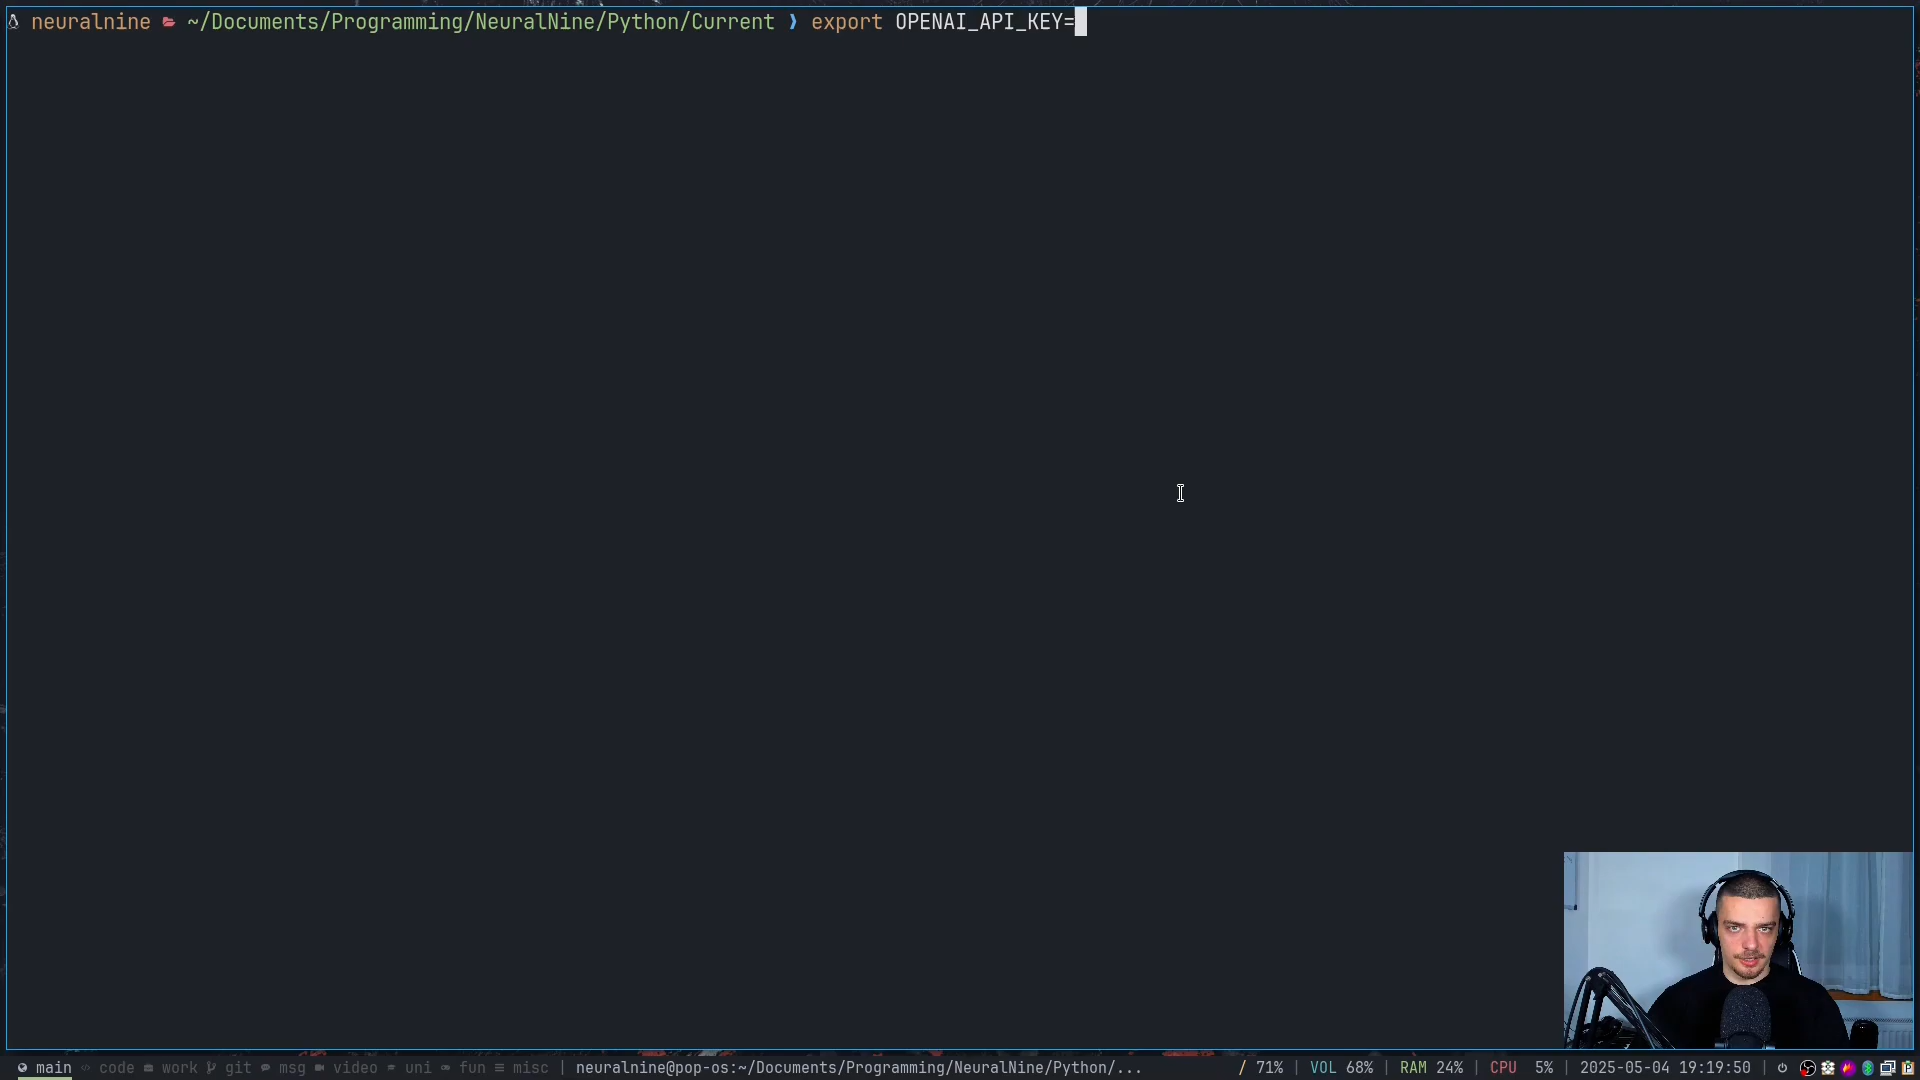 neuralnine ~/Documents/Programming/NeuralNine/Python/Current ❱ export OPENAI_API_KEY=
main code work git msg video uni fun misc | neuralnine@pop-os:~/Documents/Programming/NeuralNine/Python/... / 71% | VOL 68% | RAM 24% | CPU 5% | 2025-05-04 19:19:50 |